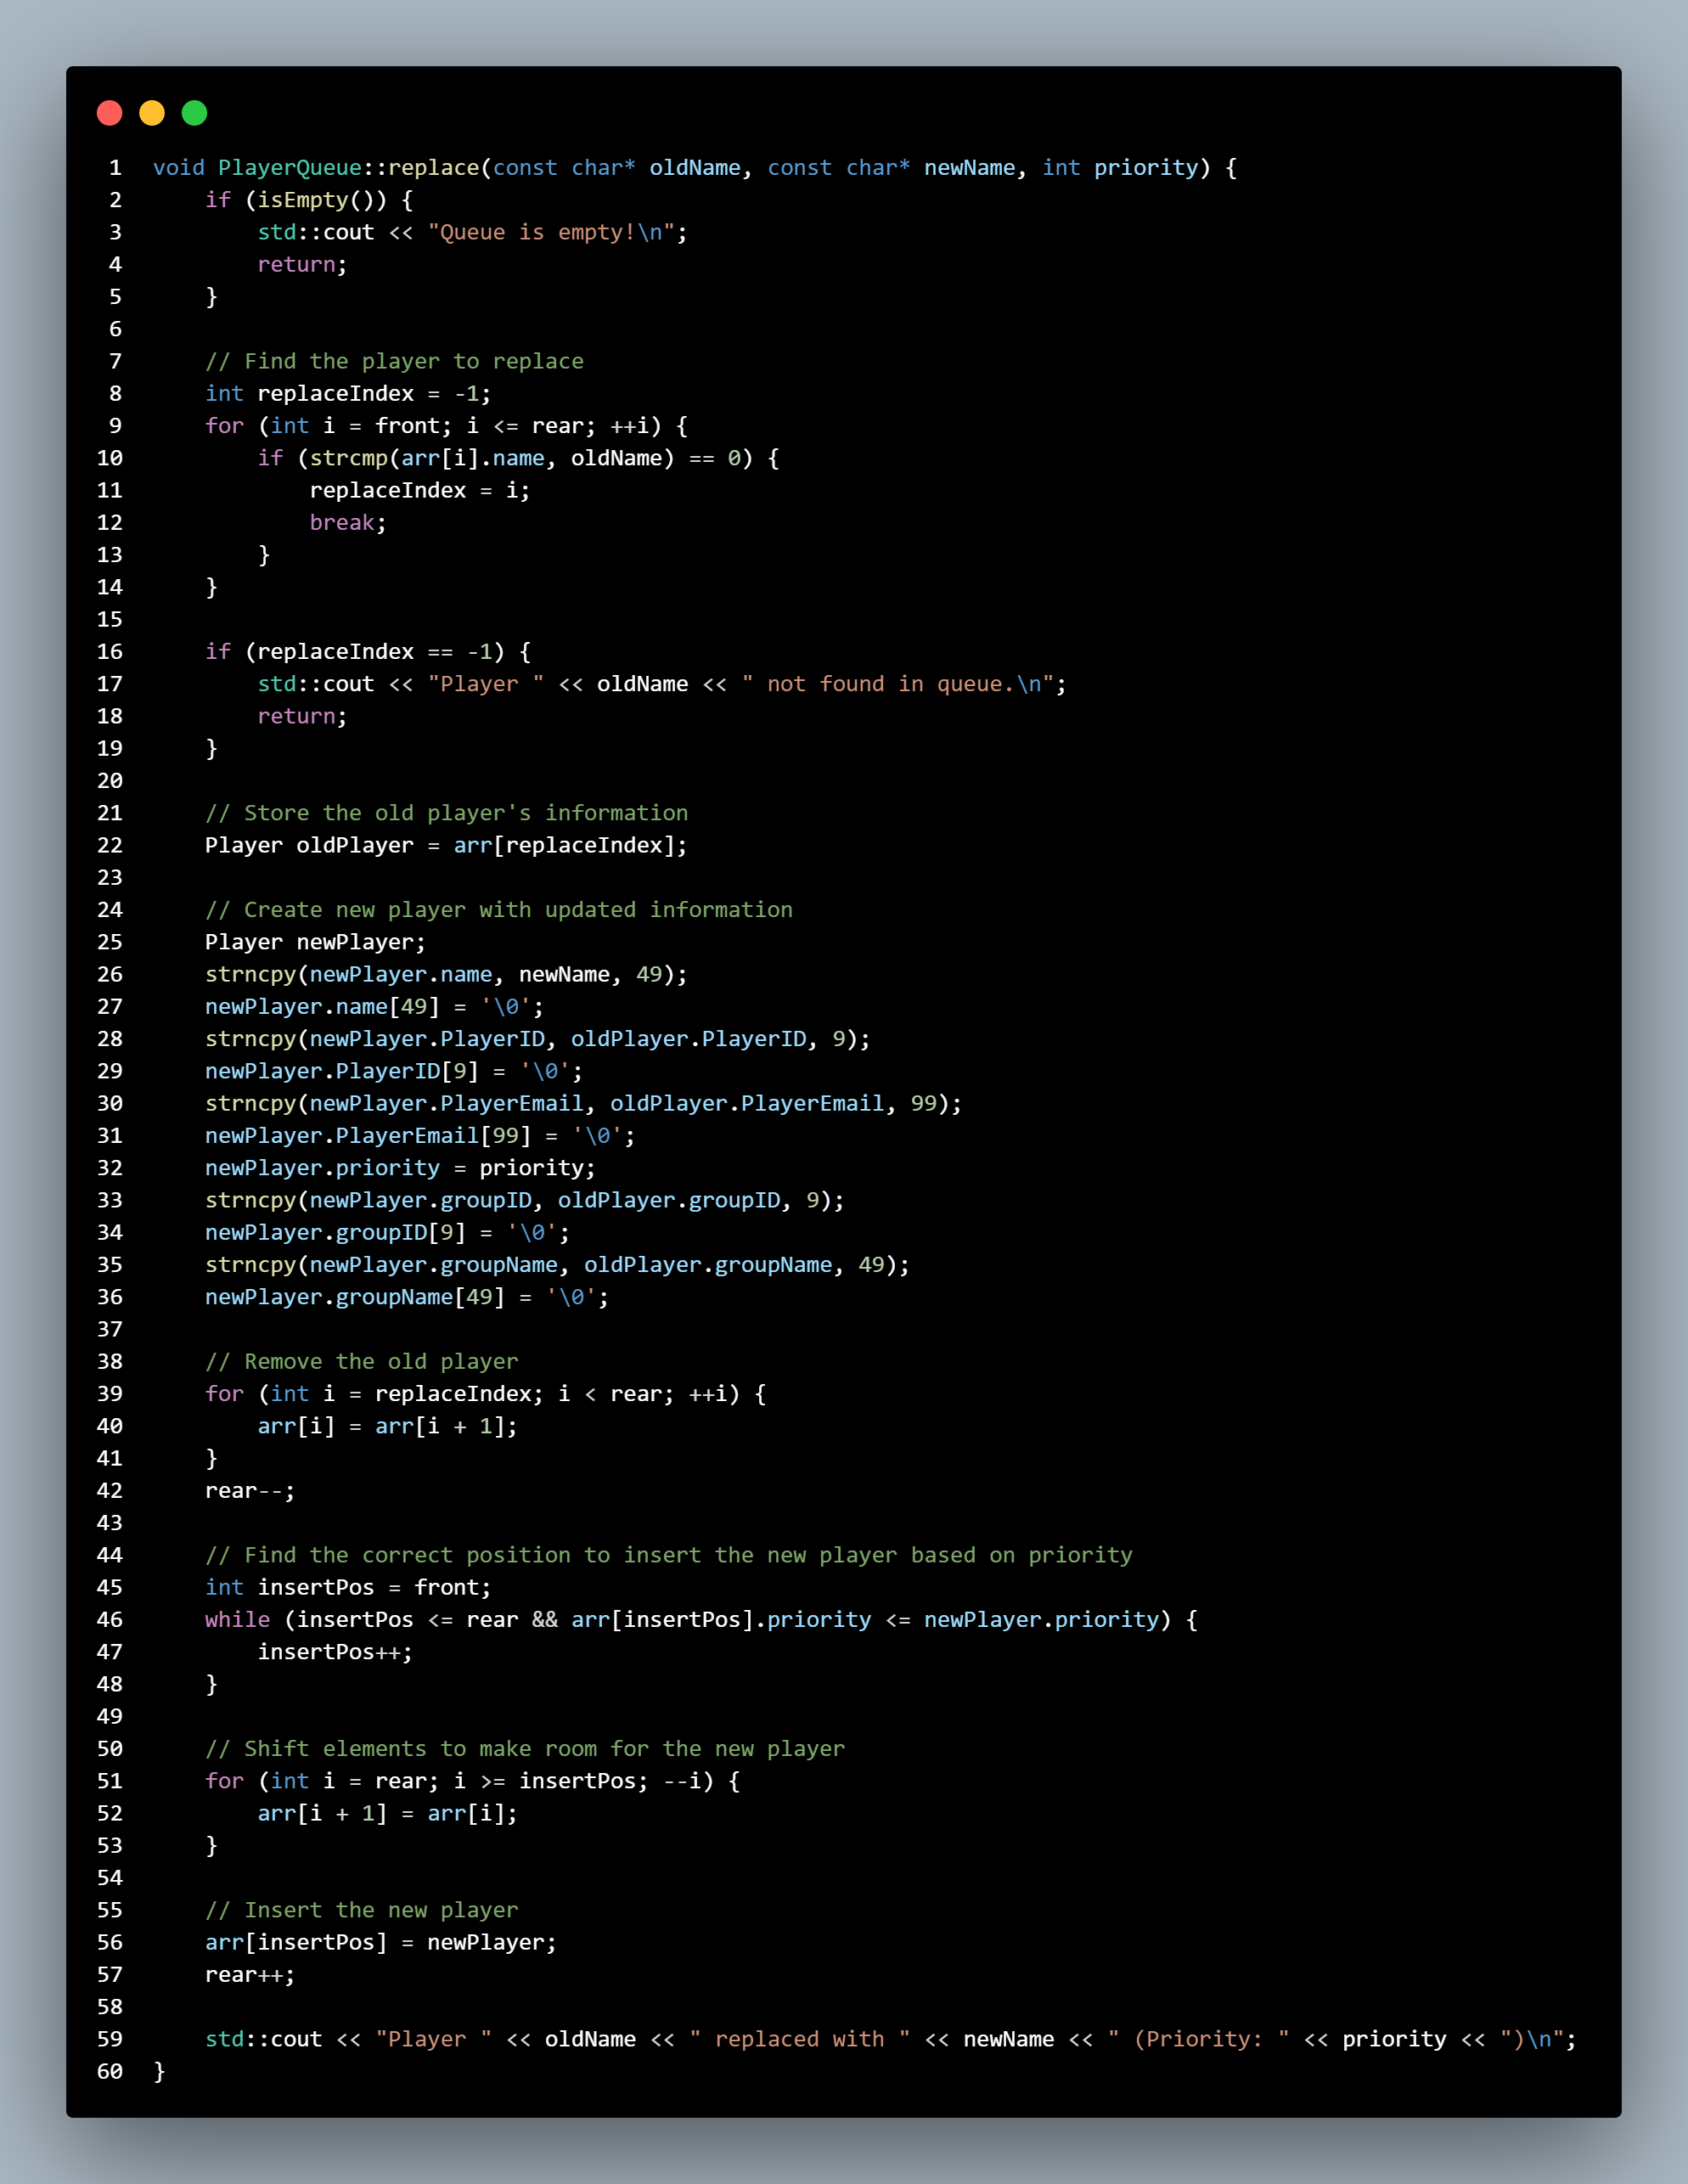 1 void PlayerQueue::replace(const char* oldName, const char* newName, int priority) {
2     if (isEmpty()) {
3         std::cout << "Queue is empty!\n";
4         return;
5     }
6
7     // Find the player to replace
8     int replaceIndex = -1;
9     for (int i = front; i <= rear; ++i) {
10         if (strcmp(arr[i].name, oldName) == 0) {
11             replaceIndex = i;
12             break;
13         }
14     }
15
16     if (replaceIndex == -1) {
17         std::cout << "Player " << oldName << " not found in queue.\n";
18         return;
19     }
20
21     // Store the old player's information
22     Player oldPlayer = arr[replaceIndex];
23
24     // Create new player with updated information
25     Player newPlayer;
26     strncpy(newPlayer.name, newName, 49);
27     newPlayer.name[49] = '\0';
28     strncpy(newPlayer.PlayerID, oldPlayer.PlayerID, 9);
29     newPlayer.PlayerID[9] = '\0';
30     strncpy(newPlayer.PlayerEmail, oldPlayer.PlayerEmail, 99);
31     newPlayer.PlayerEmail[99] = '\0';
32     newPlayer.priority = priority;
33     strncpy(newPlayer.groupID, oldPlayer.groupID, 9);
34     newPlayer.groupID[9] = '\0';
35     strncpy(newPlayer.groupName, oldPlayer.groupName, 49);
36     newPlayer.groupName[49] = '\0';
37
38     // Remove the old player
39     for (int i = replaceIndex; i < rear; ++i) {
40         arr[i] = arr[i + 1];
41     }
42     rear--;
43
44     // Find the correct position to insert the new player based on priority
45     int insertPos = front;
46     while (insertPos <= rear && arr[insertPos].priority <= newPlayer.priority) {
47         insertPos++;
48     }
49
50     // Shift elements to make room for the new player
51     for (int i = rear; i >= insertPos; --i) {
52         arr[i + 1] = arr[i];
53     }
54
55     // Insert the new player
56     arr[insertPos] = newPlayer;
57     rear++;
58
59     std::cout << "Player " << oldName << " replaced with " << newName << " (Priority: " << priority << ")\n";
60 }